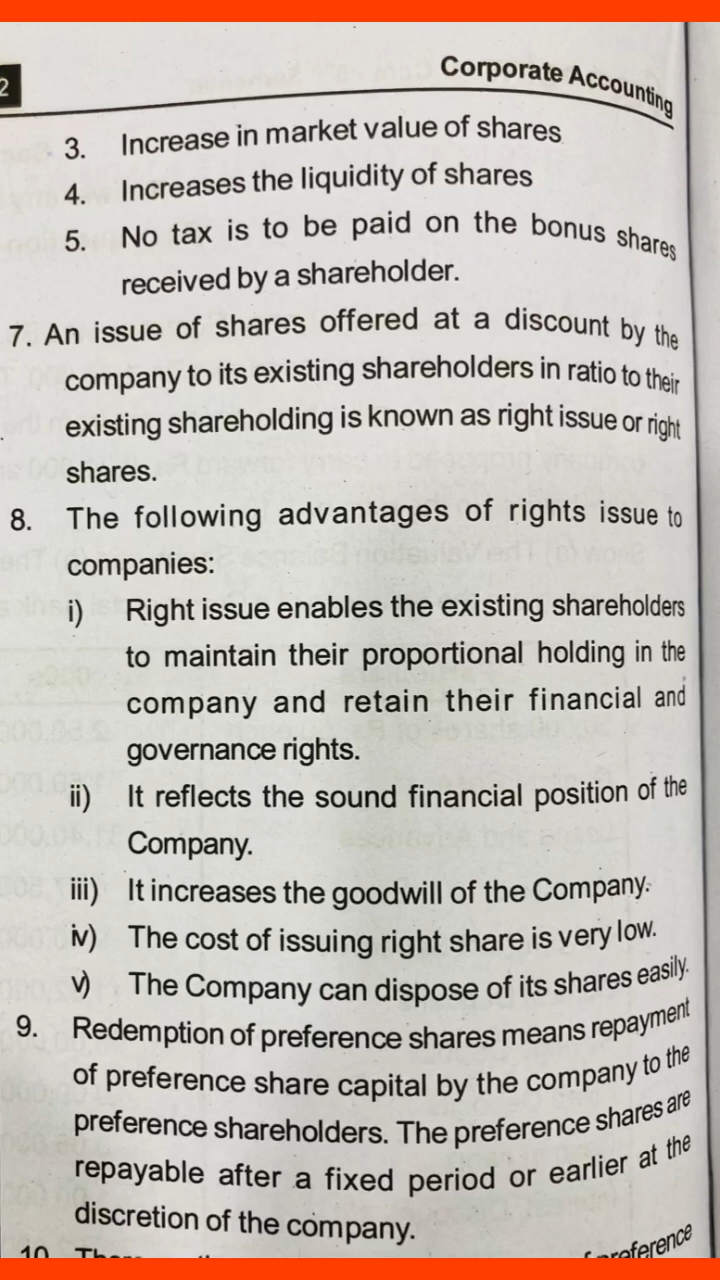 2
Corporate Accounting
3. Increase in market value of shares
4. Increases the liquidity of shares
5. No tax is to be paid on the bonus shares
received by a shareholder.
7. An issue of shares offered at a discount by the
company to its existing shareholders in ratio to their
existing shareholding is known as right issue or right
shares.
8. The following advantages of rights issue to
companies:
i) Right issue enables the existing shareholders
to maintain their proportional holding in the
company and retain their financial and
governance rights.
ii) It reflects the sound financial position of the
Company.
iii) It increases the goodwill of the Company.
iv) The cost of issuing right share is very low.
v) The Company can dispose of its shares easily.
9. Redemption of preference shares means repayment
of preference share capital by the company to the
preference shareholders. The preference shares are
repayable after a fixed period or earlier at the
discretion of the company.
10
preference